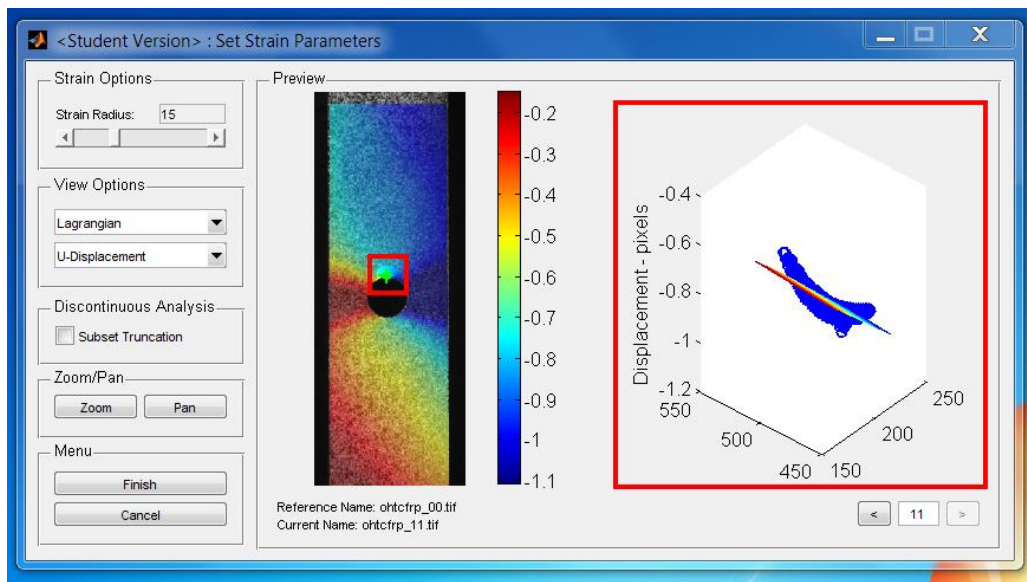 <Student Version> : Set Strain Parameters
X
Strain Options
Strain Radius: 15
View Options
Lagrangian
U-Displacement
Discontinuous Analysis
Subset Truncation
Zoom/Pan
Zoom Pan
Menu
Finish
Cancel
Preview
-0.2
-0.3
-0.4
-0.5
-0.6
-0.7
-0.8
-0.9
-1
-1.1
Reference Name: ohtcfrp_00.tif
Current Name: ohtcfrp_11.tif
Displacement - pixels
-0.4
-0.6
-0.8
-1
-1.2
550
500
450
150
200
250
< 11 >